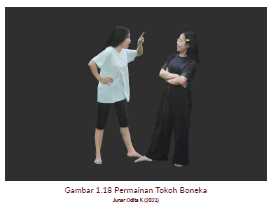 Gambar 1.18 Permainan Tokoh Boneka
Junar Odita K (2021)